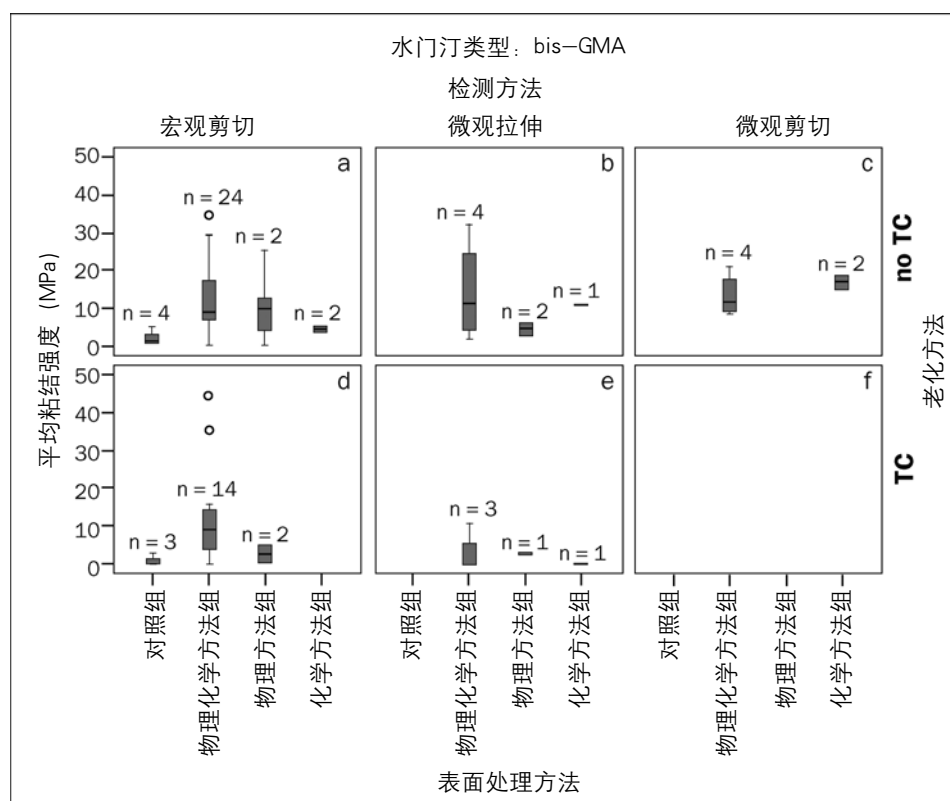 水门汀类型：bis-GMA
检测方法
宏观剪切 微观拉伸 微观剪切
平均粘结强度 (MPa)
50
40
30
20
10
0
a
n = 4
n = 24
n = 2
n = 2
b
n = 4
n = 2
n = 1
c
n = 4
n = 2
no TC
50
40
30
20
10
0
d
n = 3
n = 14
n = 2
e
n = 3
n = 1
n = 1
f
TC
老化方法
对照组
物理化学方法组
物理方法组
化学方法组
对照组
物理化学方法组
物理方法组
化学方法组
对照组
物理化学方法组
物理方法组
化学方法组
表面处理方法